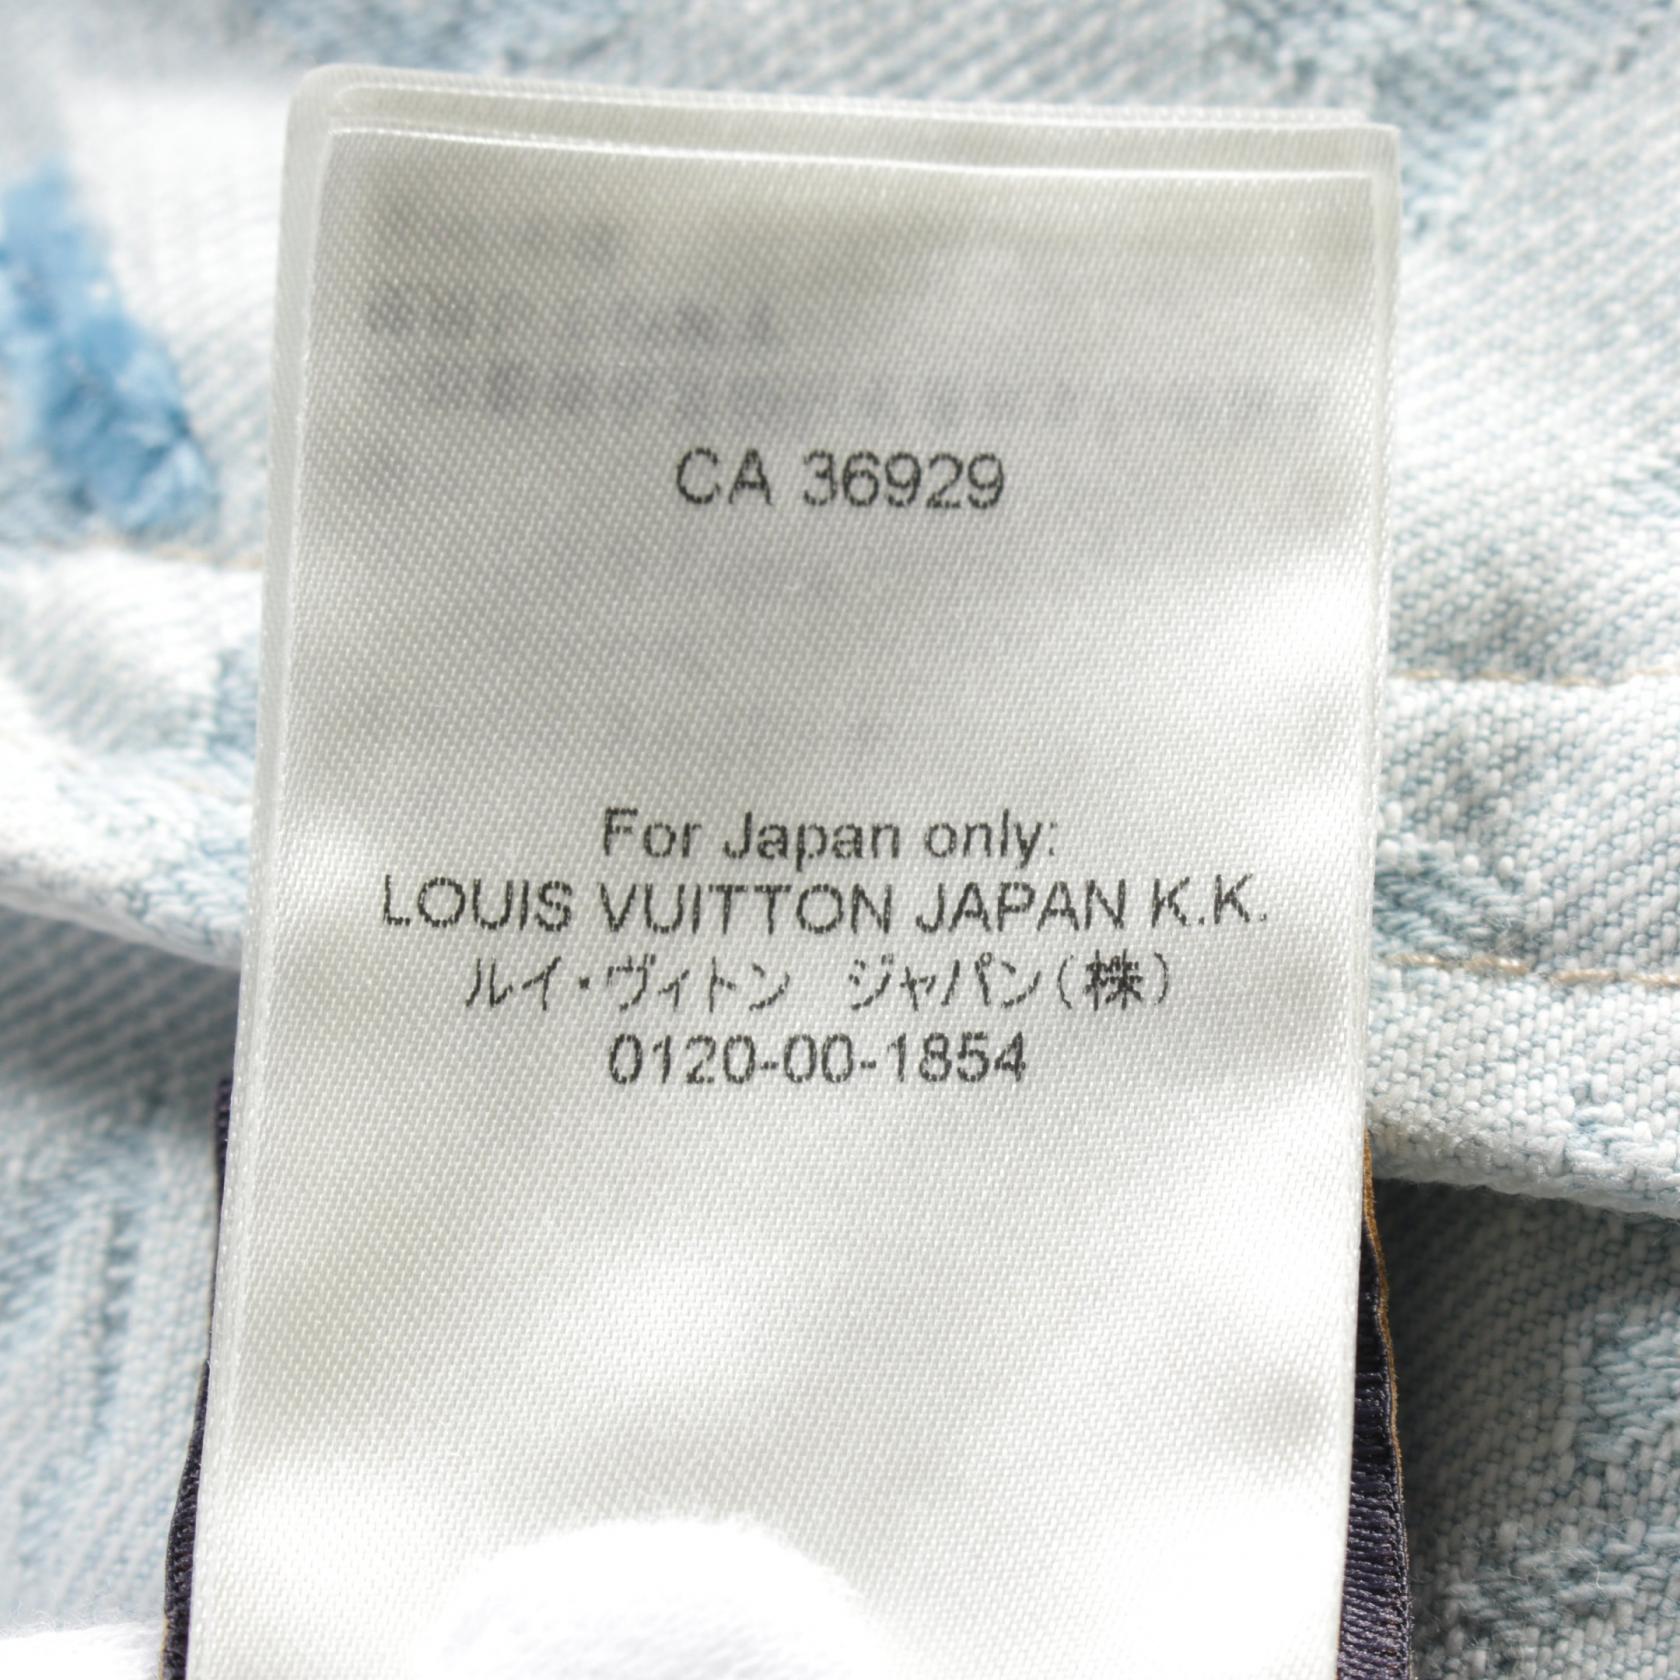 CA 36929
For Japan only:
LOUIS VUITTON JAPAN K.K.
ルイ・ヴィトン　ジャパン(株)
0120-00-1854